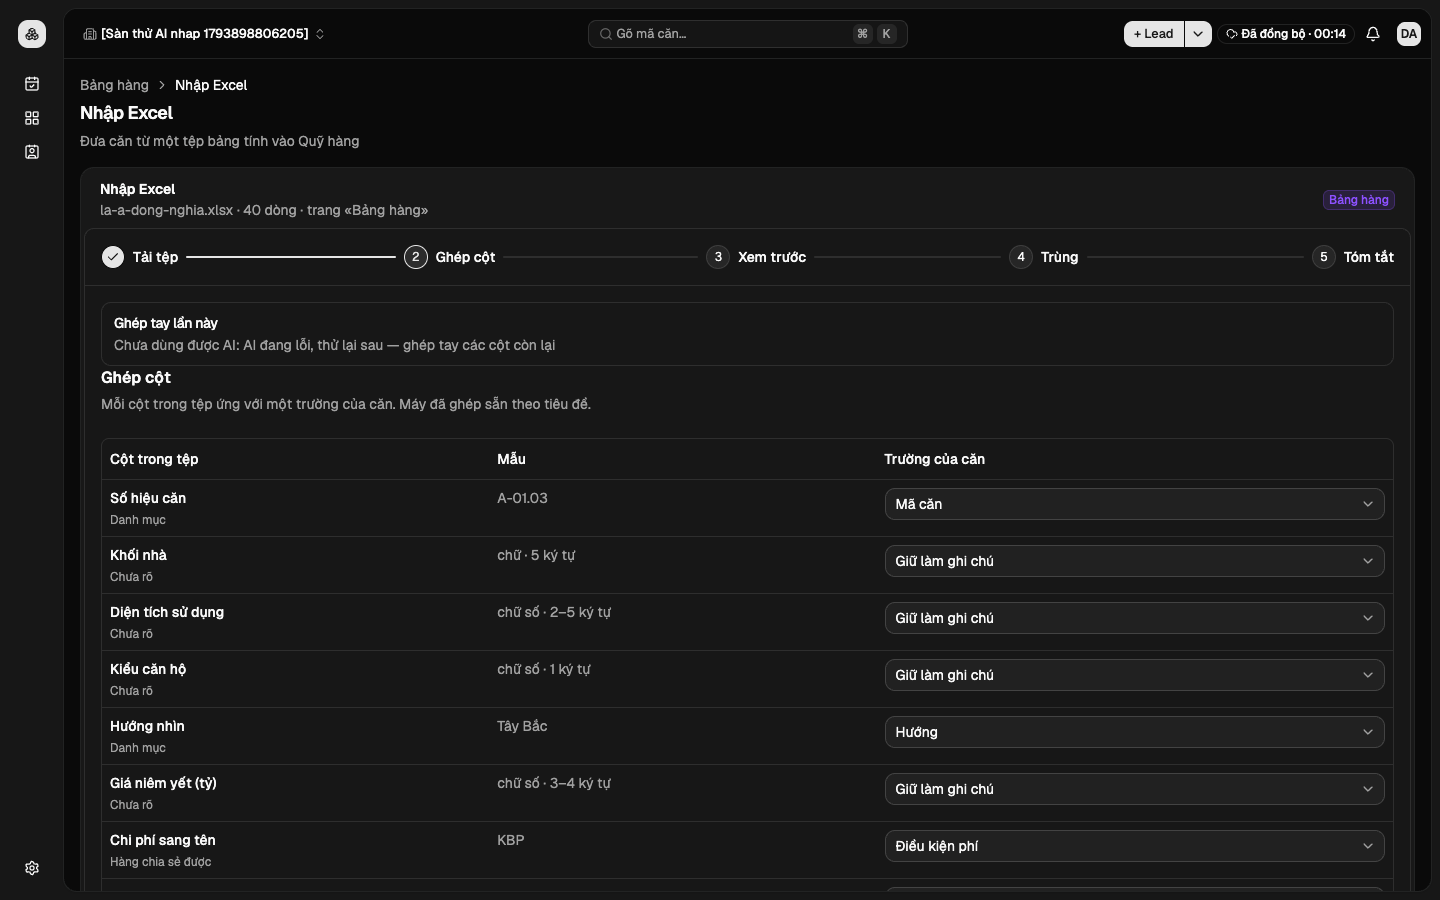 [Sàn thử AI nhap 1793898806205]
Gõ mã căn...
⌘ K
+ Lead
Đã đồng bộ · 00:14
DA
Bảng hàng > Nhập Excel
Nhập Excel
Đưa căn từ một tệp bảng tính vào Quỹ hàng
Nhập Excel
la-a-dong-nghia.xlsx · 40 dòng · trang «Bảng hàng»
Bảng hàng
Tải tệp
2 Ghép cột
3 Xem trước
4 Trùng
5 Tóm tắt
Ghép tay lần này
Chưa dùng được AI: AI đang lỗi, thử lại sau — ghép tay các cột còn lại
Ghép cột
Mỗi cột trong tệp ứng với một trường của căn. Máy đã ghép sẵn theo tiêu đề.
Cột trong tệp Mẫu Trường của căn
Số hiệu căn A-01.03 Mã căn
Danh mục
Khối nhà chữ · 5 ký tự Giữ làm ghi chú
Chưa rõ
Diện tích sử dụng chữ số · 2–5 ký tự Giữ làm ghi chú
Chưa rõ
Kiểu căn hộ chữ số · 1 ký tự Giữ làm ghi chú
Chưa rõ
Hướng nhìn Tây Bắc Hướng
Danh mục
Giá niêm yết (tỷ) chữ số · 3–4 ký tự Giữ làm ghi chú
Chưa rõ
Chi phí sang tên KBP Điều kiện phí
Hàng chia sẻ được